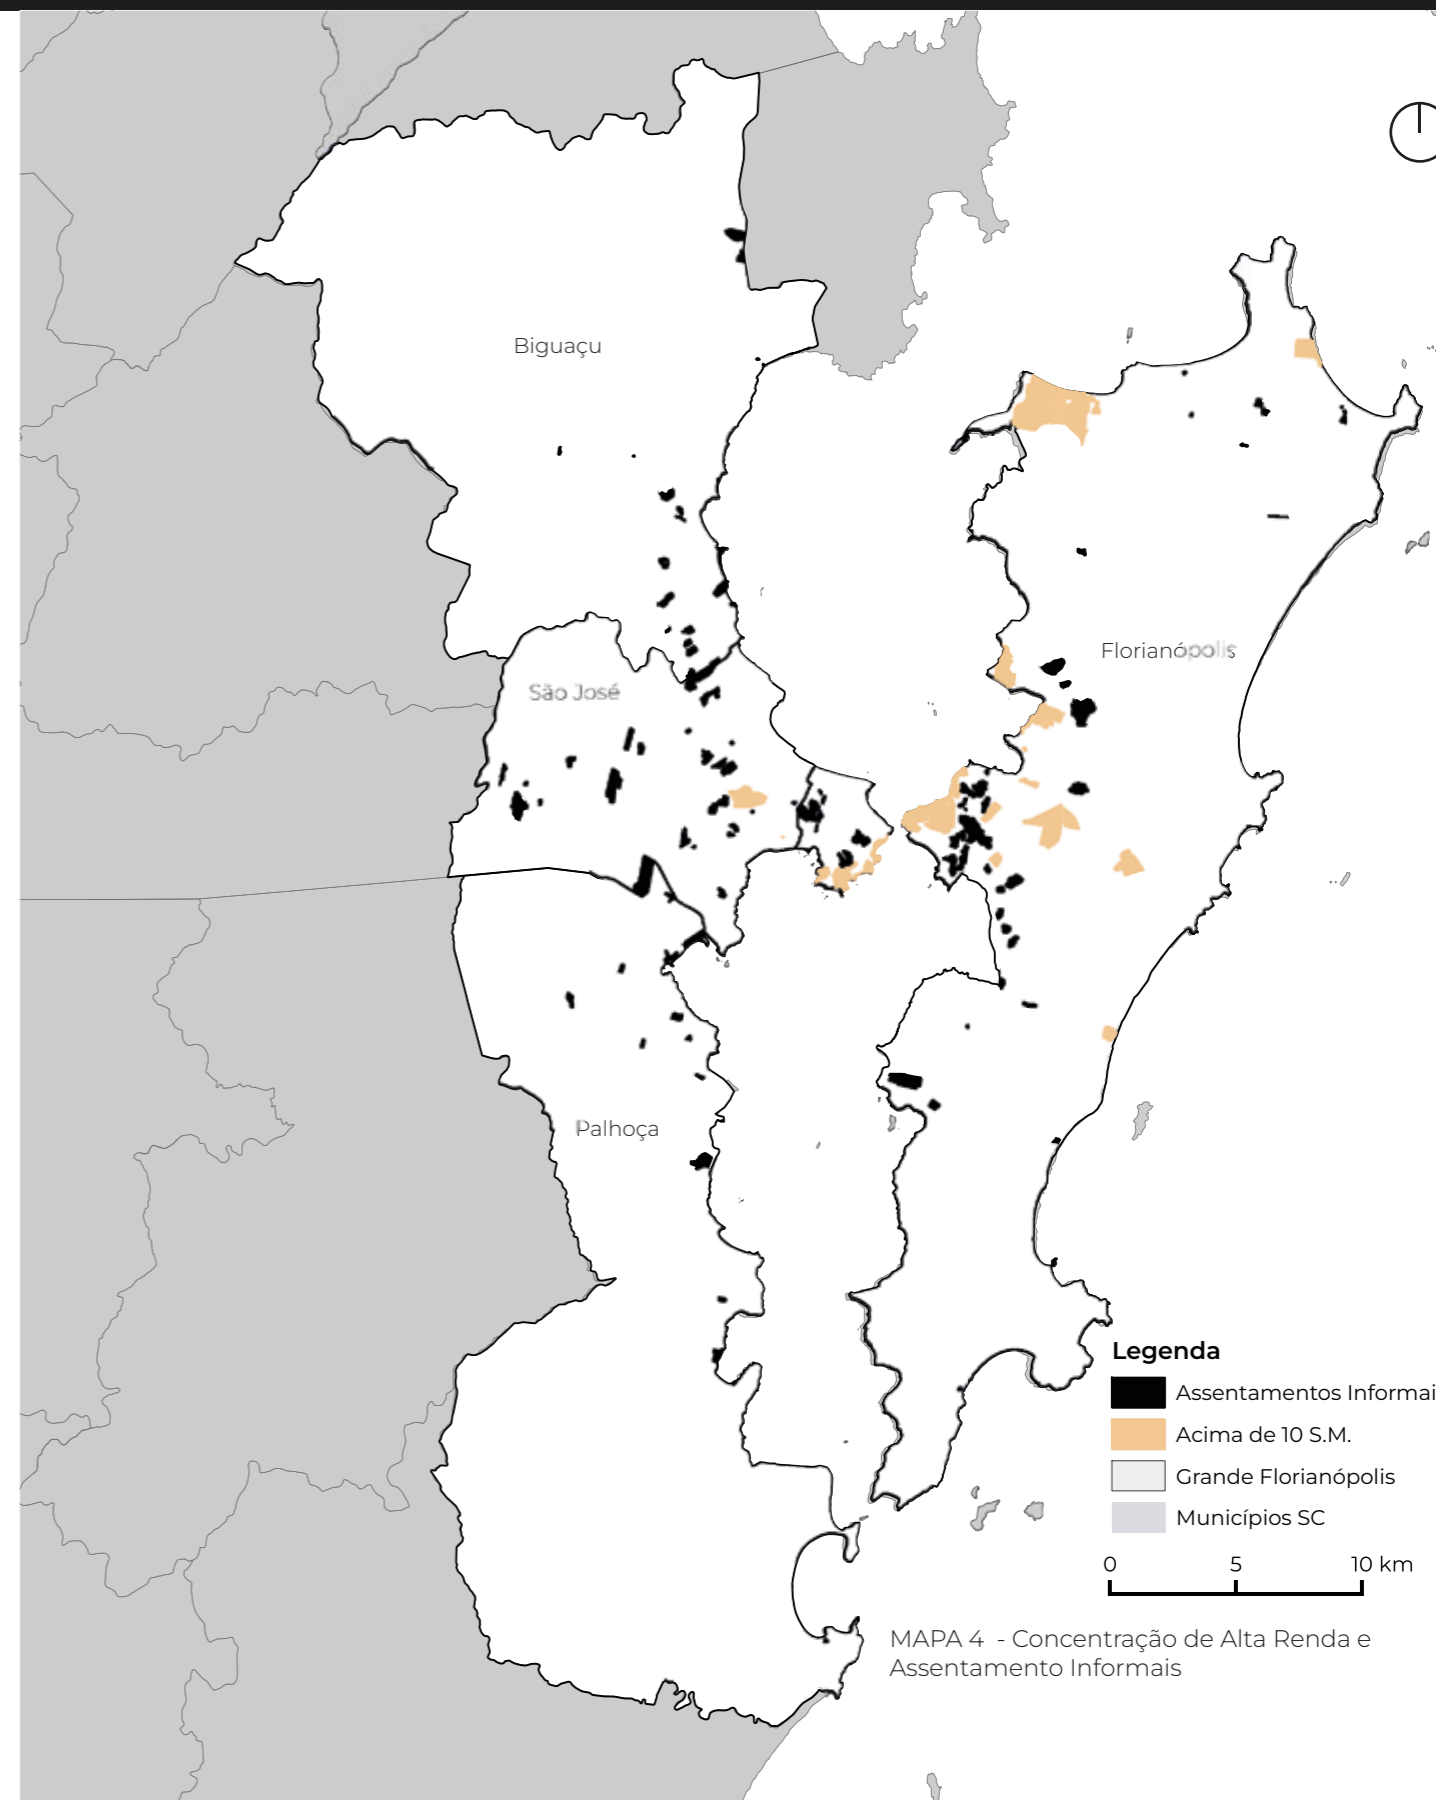 Biguaçu
Florianópolis
São José
Palhoça
Legenda
Assentamentos Informai
Acima de 10 S.M.
Grande Florianópolis
Municípios SC
0 5 10 km
MAPA 4 - Concentração de Alta Renda e
Assentamento Informais